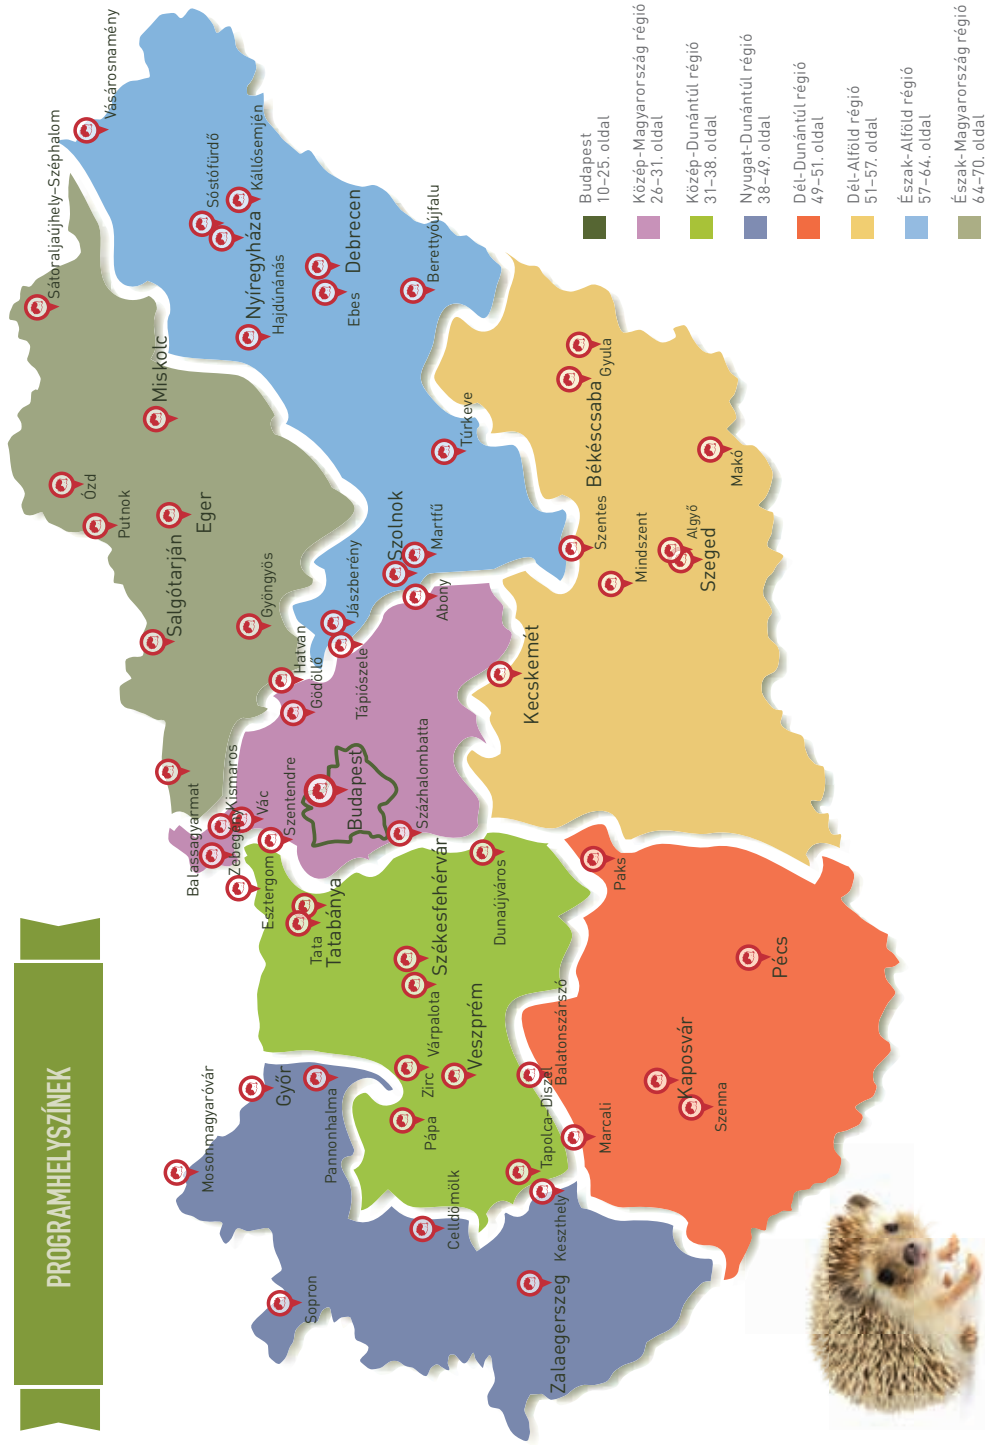 PROGRAMHELYSZÍNEK
Sátoraljaújhely–Széphalom
Vásárosnamény
Ózd
Putnok
Miskolc
Eger
Salgótarján
Gyöngyös
Hatvan
Balassagyarmat
Sóstófürdő
Kállósemjén
Nyíregyháza
Hajdúnánás
Debrecen
Ebes
Berettyóújfalu
Túrkeve
Szolnok
Martfű
Jászberény
Abony
Tápiószele
Gödöllő
Kismaros
Zebegény
Vác
Szentendre
Budapest
Százhalombatta
Esztergom
Tata
Tatabánya
Székesfehérvár
Dunaújváros
Várpalota
Veszprém
Zirc
Pápa
Tapolca–Diszel
Mosonmagyaróvár
Győr
Pannonhalma
Sopron
Celldömölk
Keszthely
Zalaegerszeg
Balatonszárszó
Marcali
Kaposvár
Szenna
Pécs
Paks
Kecskemét
Szentes
Mindszent
Algyő
Szeged
Makó
Békéscsaba
Gyula
Budapest
10–25. oldal
Közép-Magyarország régió
26–31. oldal
Közép-Dunántúl régió
31–38. oldal
Nyugat-Dunántúl régió
38–49. oldal
Dél-Dunántúl régió
49–51. oldal
Dél-Alföld régió
51–57. oldal
Észak-Alföld régió
57–64. oldal
Észak-Magyarország régió
64–70. oldal